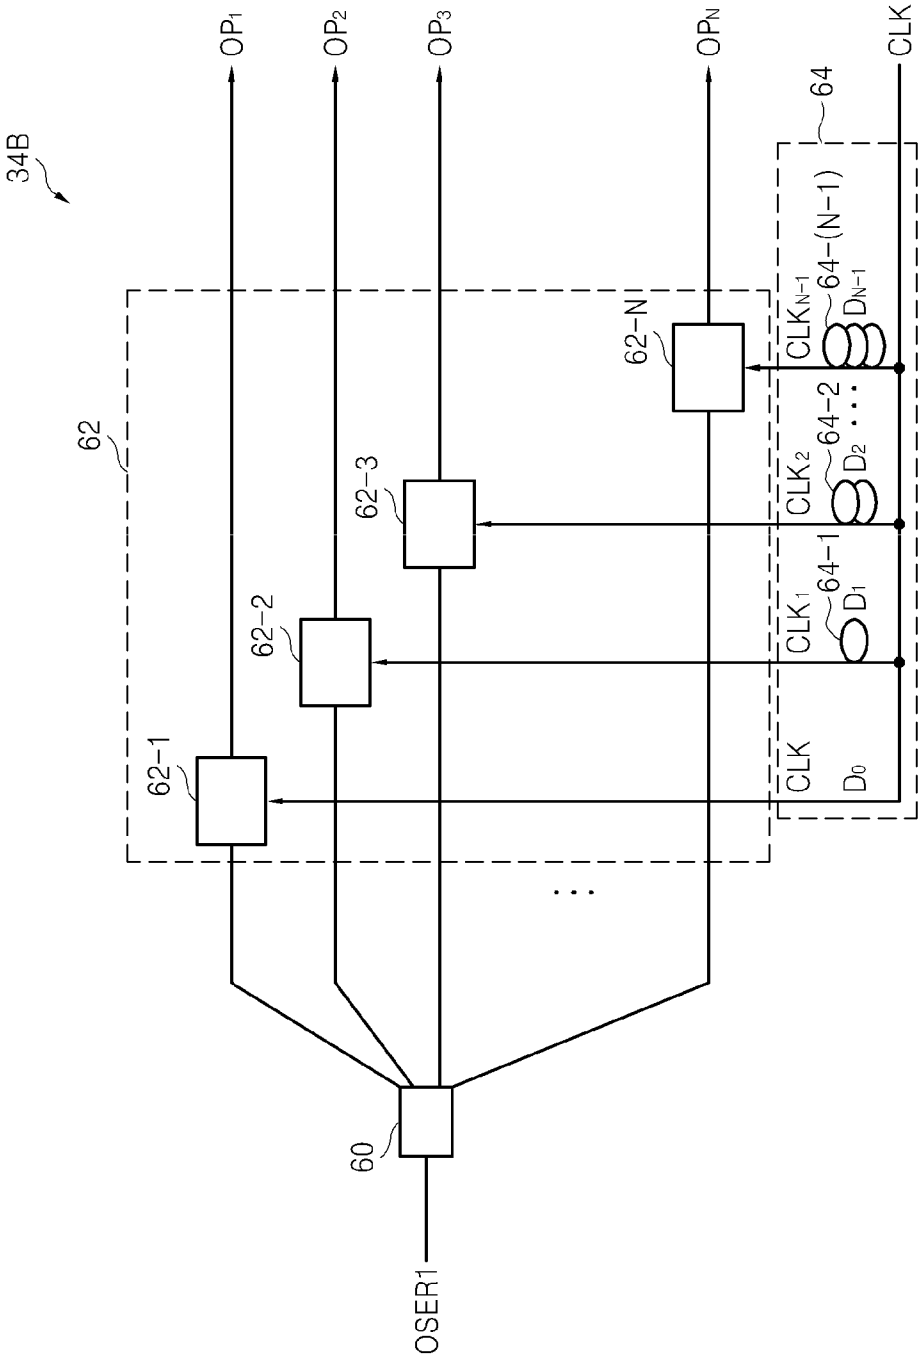 34B
OP1
OP2
OP3
OPN
CLK
62
62-1
62-2
62-3
62-N
64
CLK
CLK1
CLK2
CLKN-1
64-1
64-2
64-(N-1)
D0
D1
D2
...
DN-1
...
60
OSER1